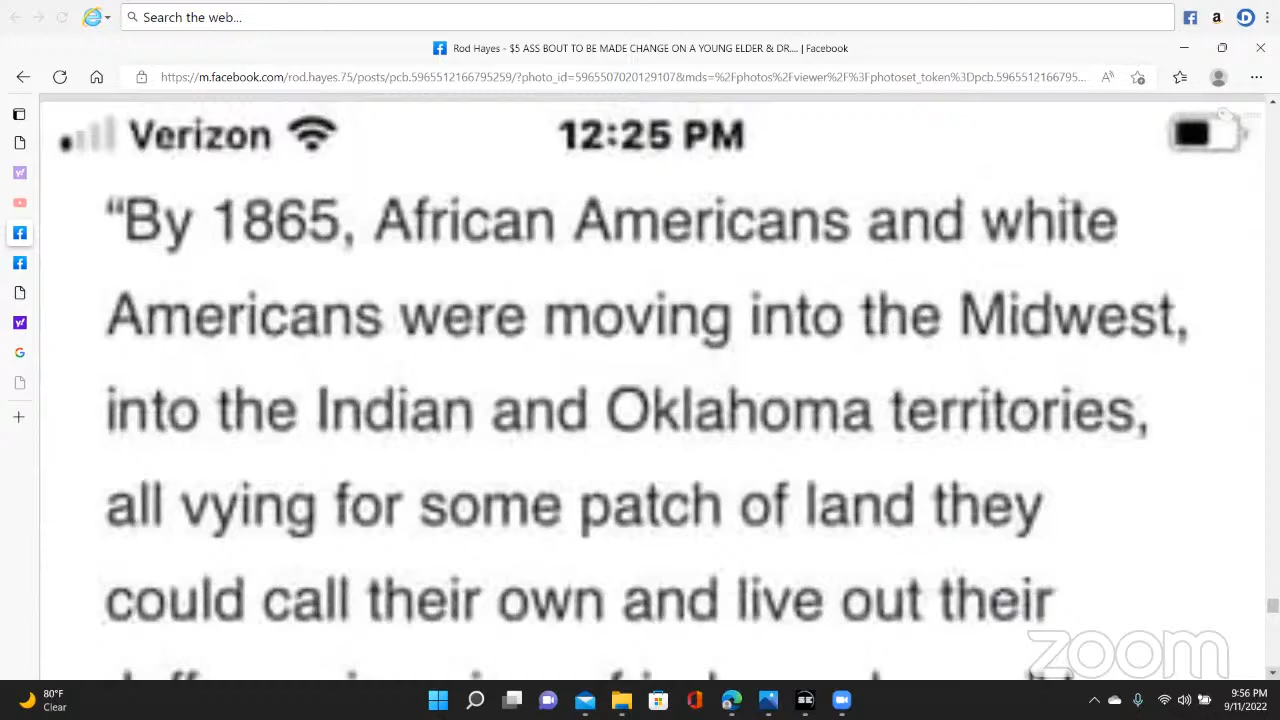 Search the web...
Rod Hayes - $5 ASS BOUT TO BE MADE CHANGE ON A YOUNG ELDER & DR.... | Facebook
https://m.facebook.com/rod.hayes.75/posts/pcb.5965512166795259/?photo_id=5965507020129107&mds=%2Fphotos%2Fviewer%2F%3Fphotoset_token%3Dpcb.5965512166795...
Verizon 12:25 PM
“By 1865, African Americans and white
Americans were moving into the Midwest,
into the Indian and Oklahoma territories,
all vying for some patch of land they
could call their own and live out their
zoom
80°F
Clear
9:56 PM
9/11/2022